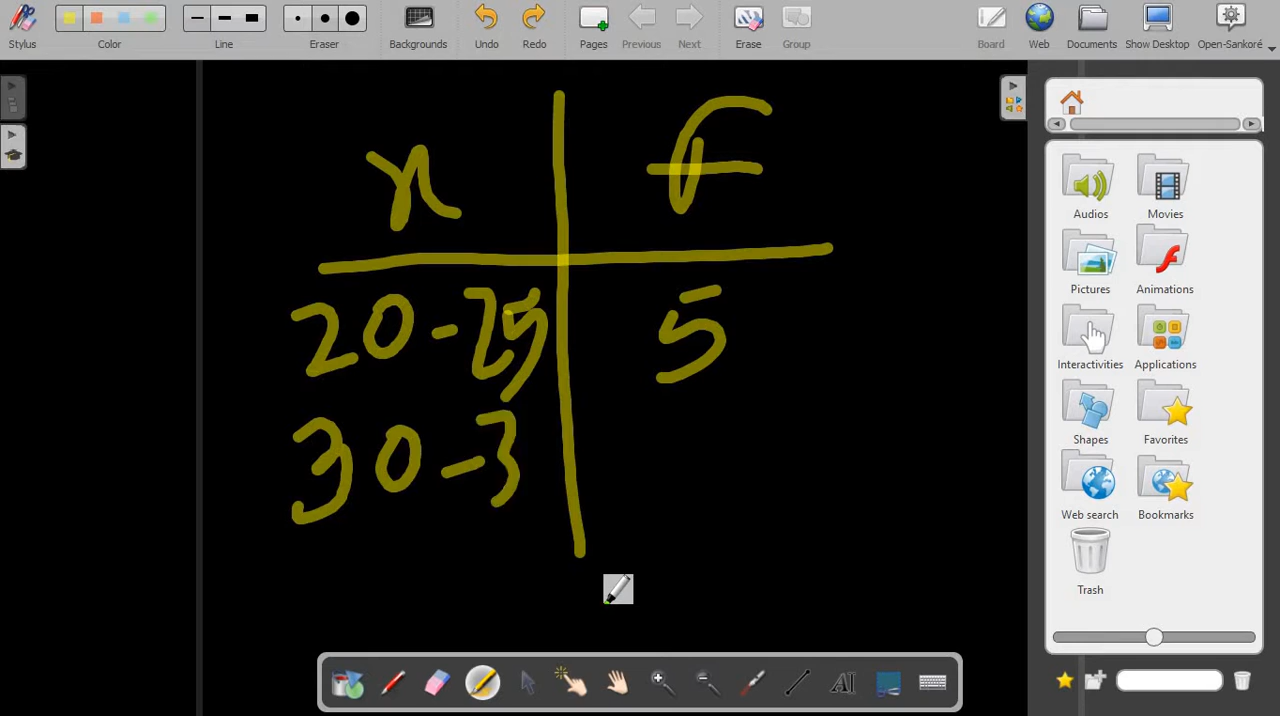 Stylus Color Line Eraser Backgrounds Undo Redo Pages Previous Next Erase Group Board Web Documents Show Desktop Open-Sankoré
x f
20-25 5
30-3
Audios Movies
Pictures Animations
Interactivities Applications
Shapes Favorites
Web search Bookmarks
Trash
AI